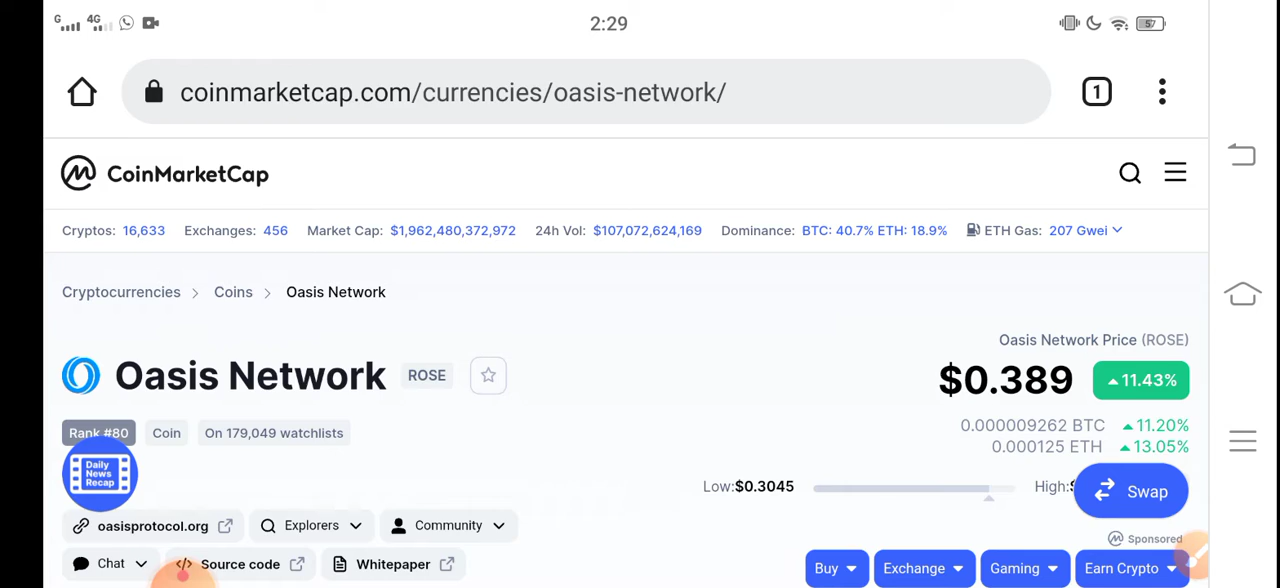 G 4G 2:29 57
coinmarketcap.com/currencies/oasis-network/ 1
CoinMarketCap
Cryptos: 16,633 Exchanges: 456 Market Cap: $1,962,480,372,972 24h Vol: $107,072,624,169 Dominance: BTC: 40.7% ETH: 18.9% ETH Gas: 207 Gwei
Cryptocurrencies > Coins > Oasis Network
Oasis Network Price (ROSE)
Oasis Network ROSE $0.389 11.43%
0.000009262 BTC 11.20%
Rank #80 Coin On 179,049 watchlists
0.000125 ETH 13.05%
Daily
News
Recap
Low:$0.3045 High:
Swap
oasisprotocol.org Explorers Community
Sponsored
Chat </> Source code Whitepaper
Buy Exchange Gaming Earn Crypto